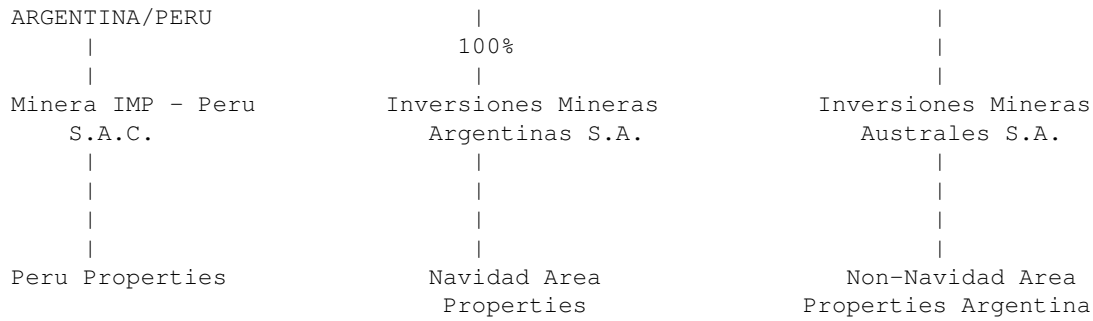 ARGENTINA/PERU | |
| 100% |
| | |
Minera IMP - Peru Inversiones Mineras Inversiones Mineras
S.A.C. Argentinas S.A. Australes S.A.
| | |
| | |
| | |
| | |
Peru Properties Navidad Area Non-Navidad Area
Properties Properties Argentina